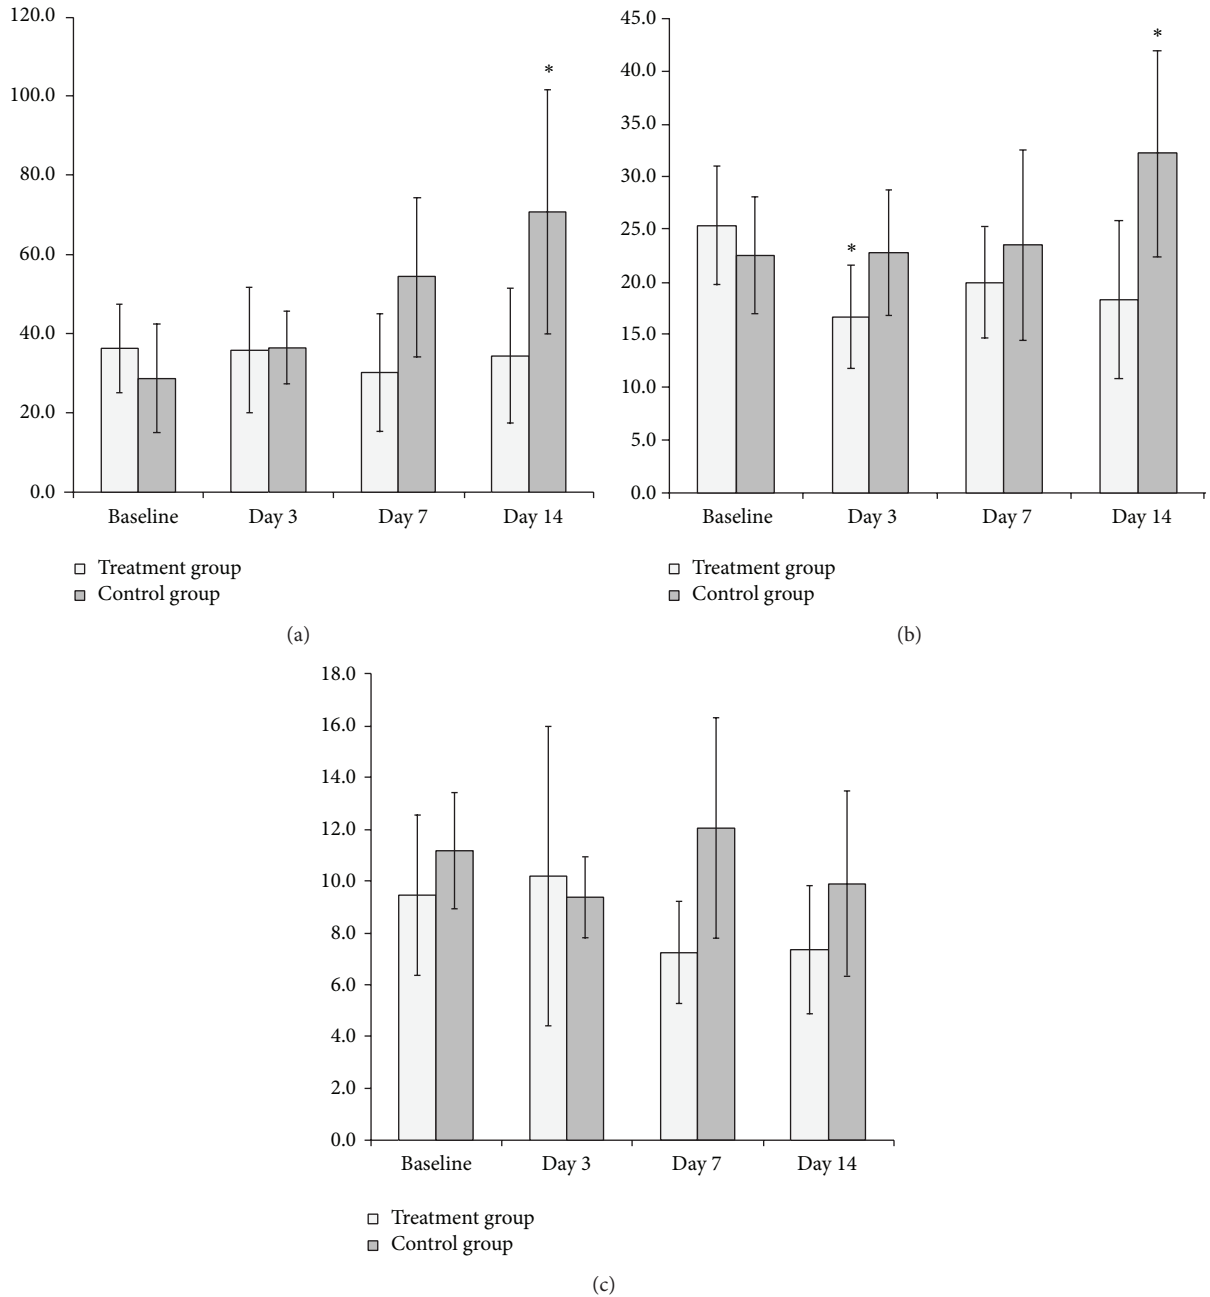 120.0
100.0
80.0
60.0
40.0
20.0
0.0
*
Baseline Day 3 Day 7 Day 14
Treatment group
Control group
(a)
45.0
40.0
35.0
30.0
25.0
20.0
15.0
10.0
5.0
0.0
*
*
Baseline Day 3 Day 7 Day 14
Treatment group
Control group
(b)
18.0
16.0
14.0
12.0
10.0
8.0
6.0
4.0
2.0
0.0
Baseline Day 3 Day 7 Day 14
Treatment group
Control group
(c)